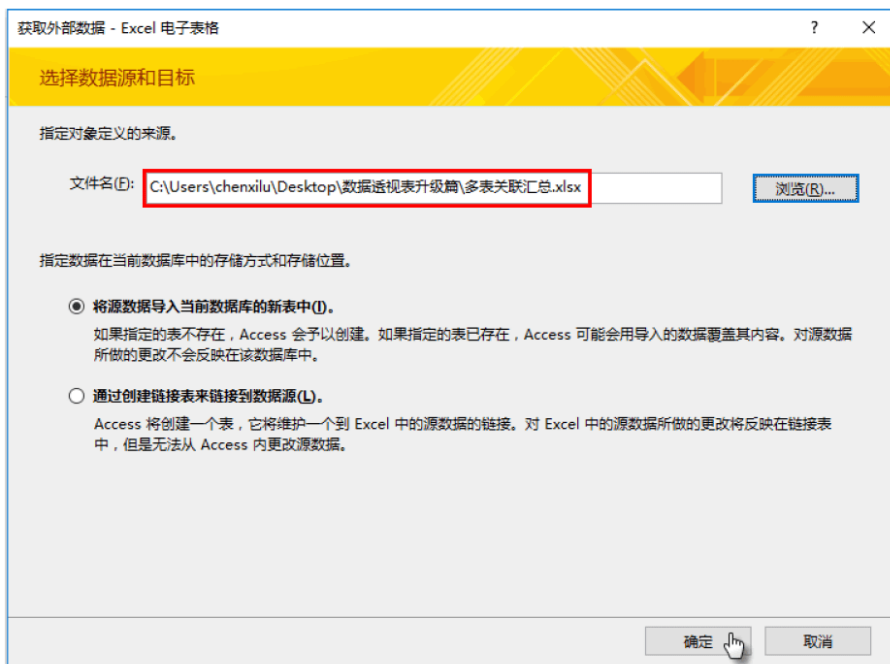 获取外部数据 - Excel 电子表格
选择数据源和目标
指定对象定义的来源。
文件名(F): C:\Users\chenxilu\Desktop\数据透视表升级篇\多表关联汇总.xlsx 浏览(R)...
指定数据在当前数据库中的存储方式和存储位置。
将源数据导入当前数据库的新表中(I)。
如果指定的表不存在，Access 会予以创建。如果指定的表已存在，Access 可能会用导入的数据覆盖其内容。对源数据
所做的更改不会反映在该数据库中。
通过创建链接表来链接到数据源(L)。
Access 将创建一个表，它将维护一个到 Excel 中的源数据的链接。对 Excel 中的源数据所做的更改将反映在链接表
中，但是无法从 Access 内更改源数据。
确定 取消